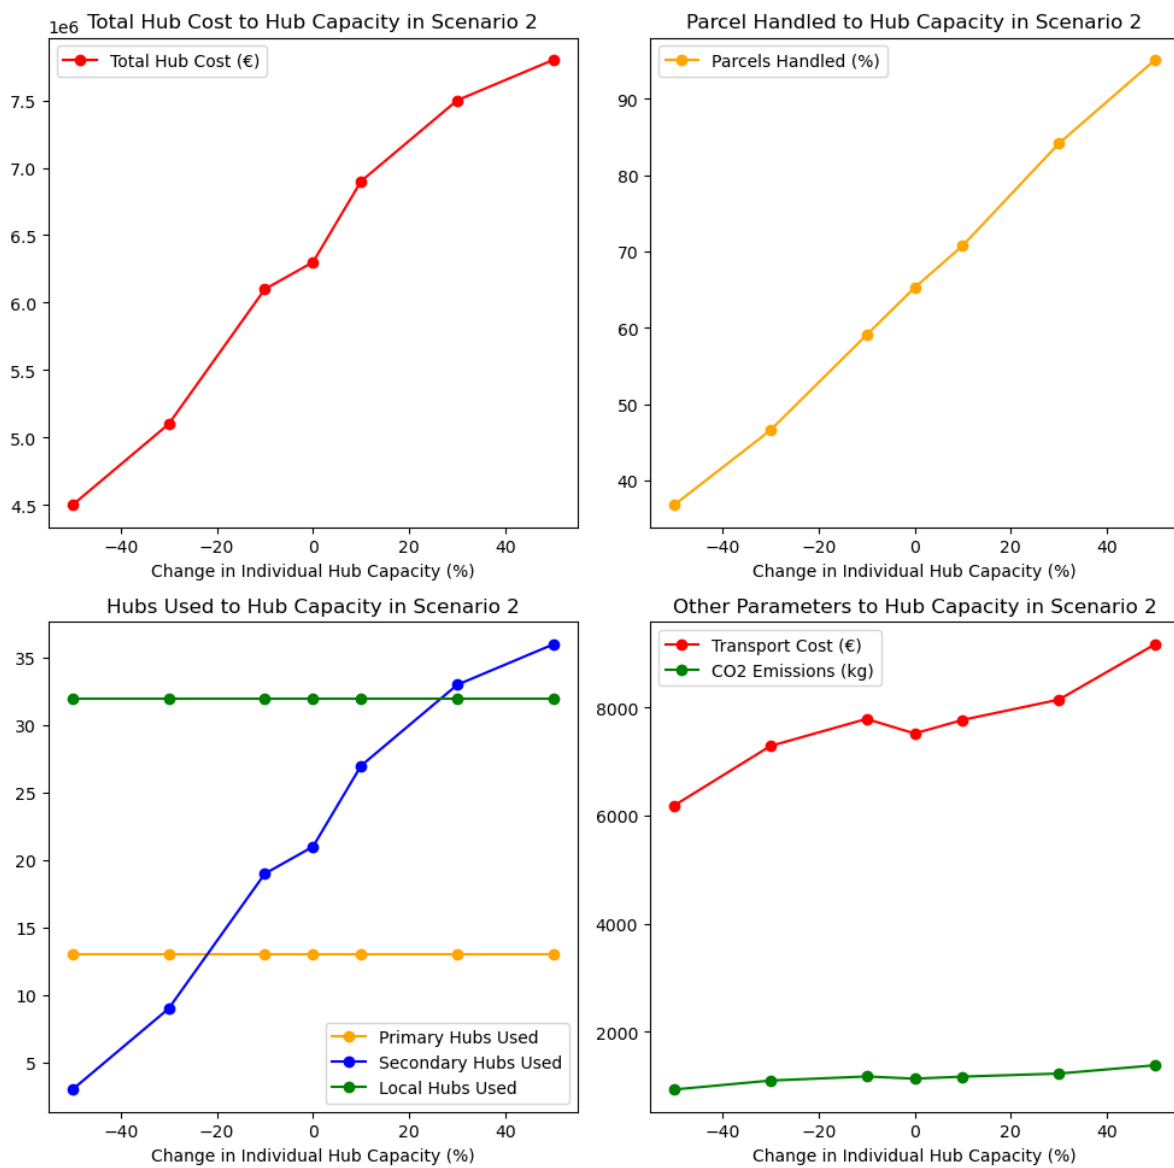 Total Hub Cost to Hub Capacity in Scenario 2
1e6
Total Hub Cost (€)
7.5
7.0
6.5
6.0
5.5
5.0
4.5
−40 −20 0 20 40
Change in Individual Hub Capacity (%)
Parcel Handled to Hub Capacity in Scenario 2
Parcels Handled (%)
90
80
70
60
50
40
−40 −20 0 20 40
Change in Individual Hub Capacity (%)
Hubs Used to Hub Capacity in Scenario 2
35
30
25
20
15
10
5
Primary Hubs Used
Secondary Hubs Used
Local Hubs Used
−40 −20 0 20 40
Change in Individual Hub Capacity (%)
Other Parameters to Hub Capacity in Scenario 2
Transport Cost (€)
CO2 Emissions (kg)
8000
6000
4000
2000
−40 −20 0 20 40
Change in Individual Hub Capacity (%)